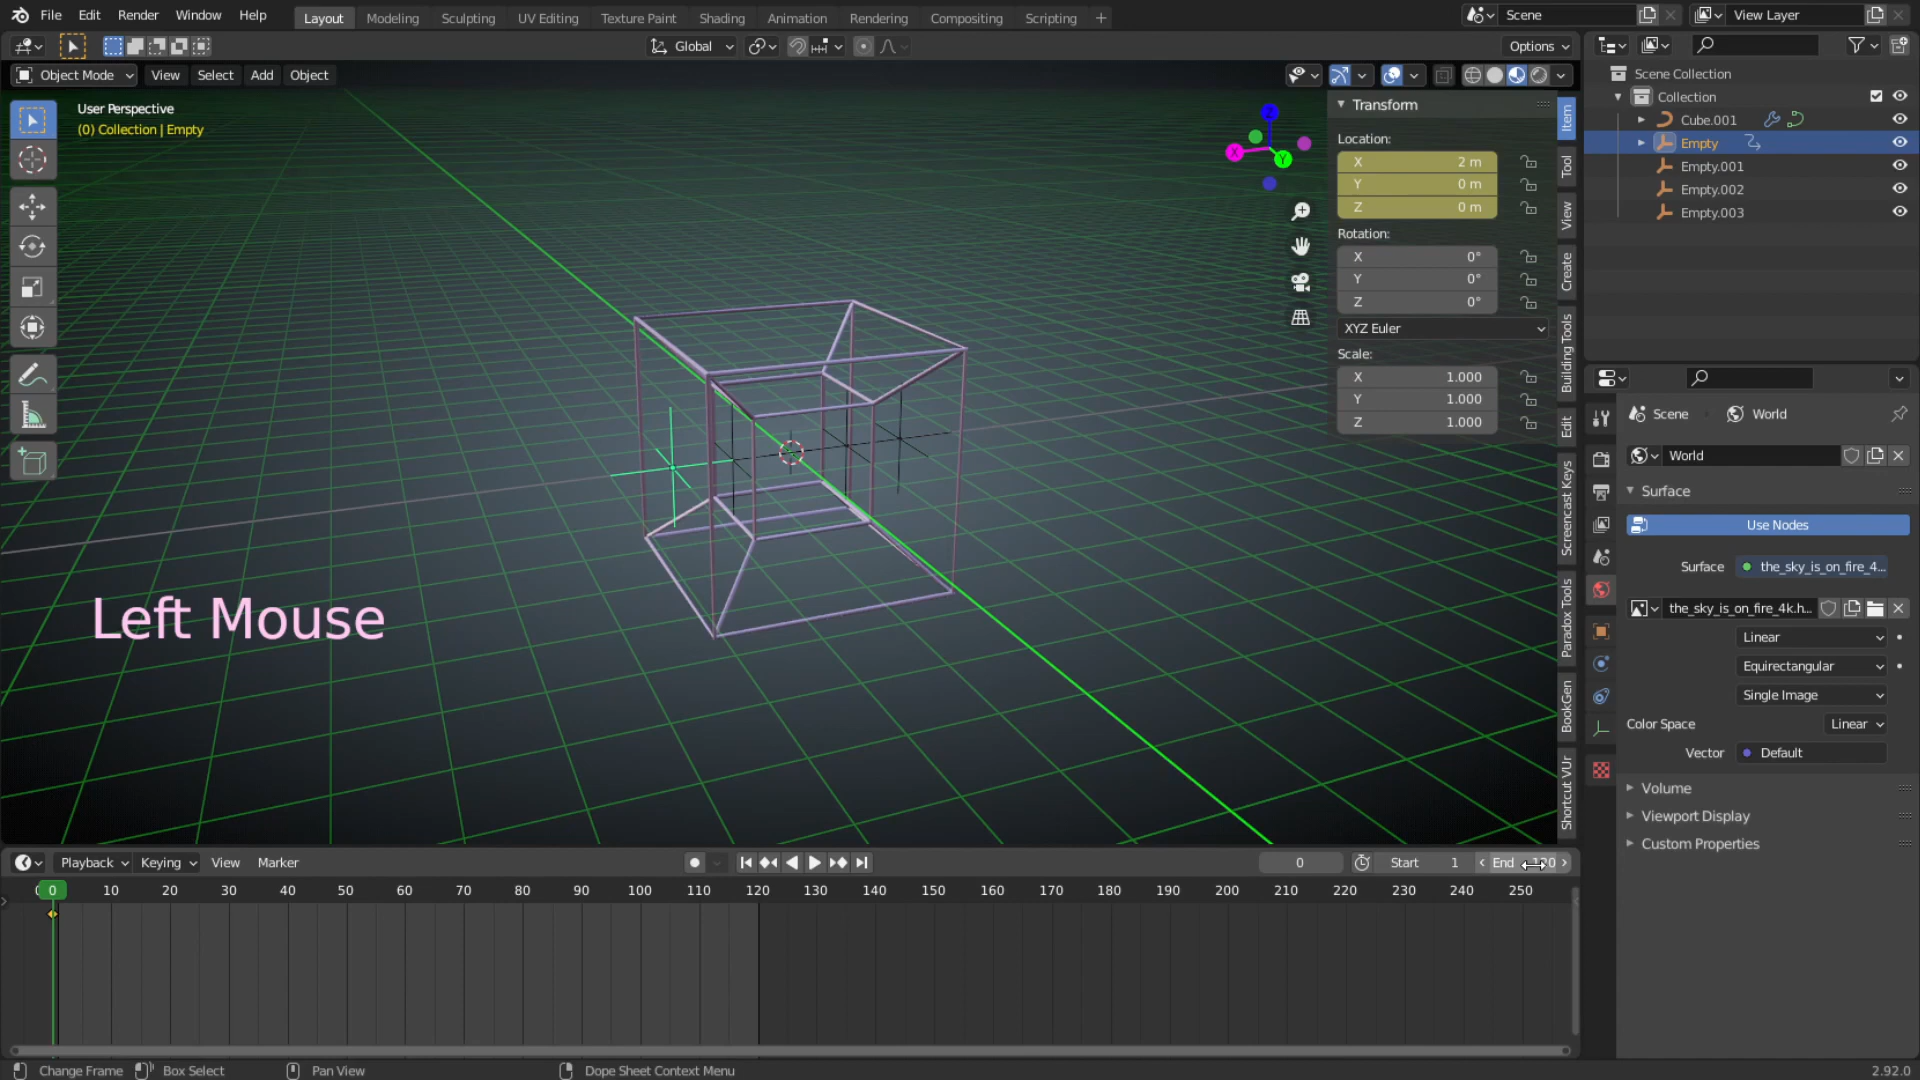 File Edit Render Window Help Layout Modeling Sculpting UV Editing Texture Paint Shading Animation Rendering Compositing Scripting + Scene View Layer
Global Options
Object Mode View Select Add Object
User Perspective
(0) Collection | Empty
Z
X
Y
Transform
Location:
X 2 m
Y 0 m
Z 0 m
Rotation:
X 0°
Y 0°
Z 0°
XYZ Euler
Scale:
X 1.000
Y 1.000
Z 1.000
Item
Tool
View
Create
Building Tools
Edit
Screencast Keys
Paradox Tools
BookGen
Shortcut VUr
Scene Collection
Collection
Cube.001
Empty
Empty.001
Empty.002
Empty.003
Scene World
World
Surface
Use Nodes
Surface the_sky_is_on_fire_4...
the_sky_is_on_fire_4k.h...
Linear
Equirectangular
Single Image
Color Space Linear
Vector Default
Volume
Viewport Display
Custom Properties
Left Mouse
Playback Keying View Marker 0 Start 1 End 120
0 10 20 30 40 50 60 70 80 90 100 110 120 130 140 150 160 170 180 190 200 210 220 230 240 250
Change Frame Box Select Pan View Dope Sheet Context Menu 2.92.0